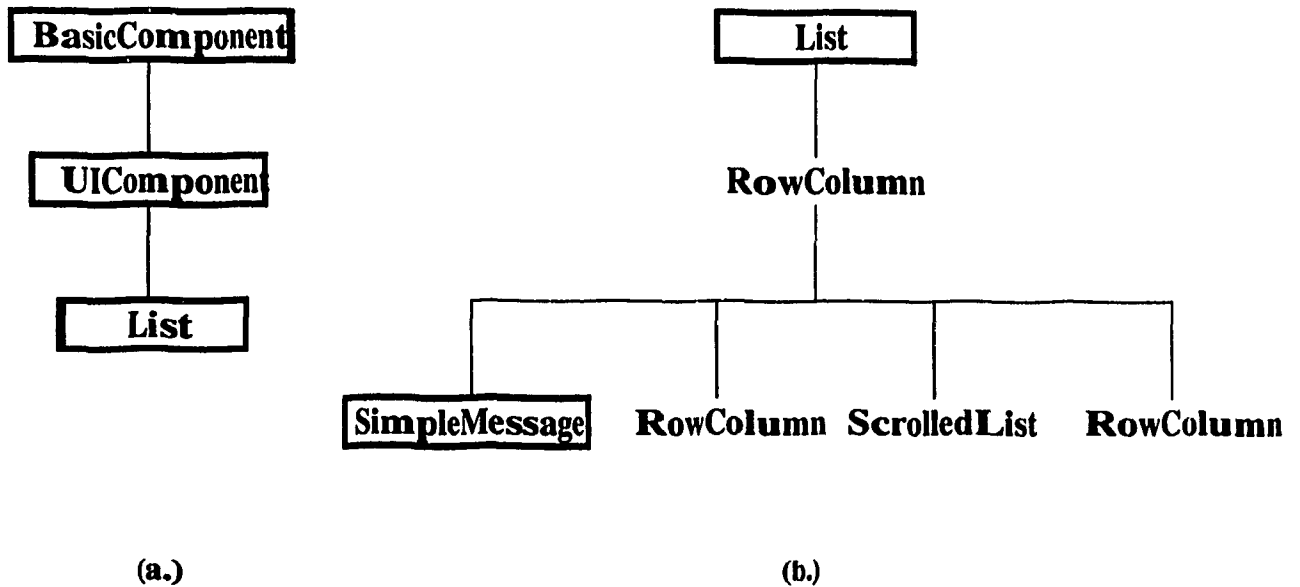 BasicComponent
UIComponent
List
(a.)
List
RowColumn
SimpleMessage RowColumn ScrolledList RowColumn
(b.)